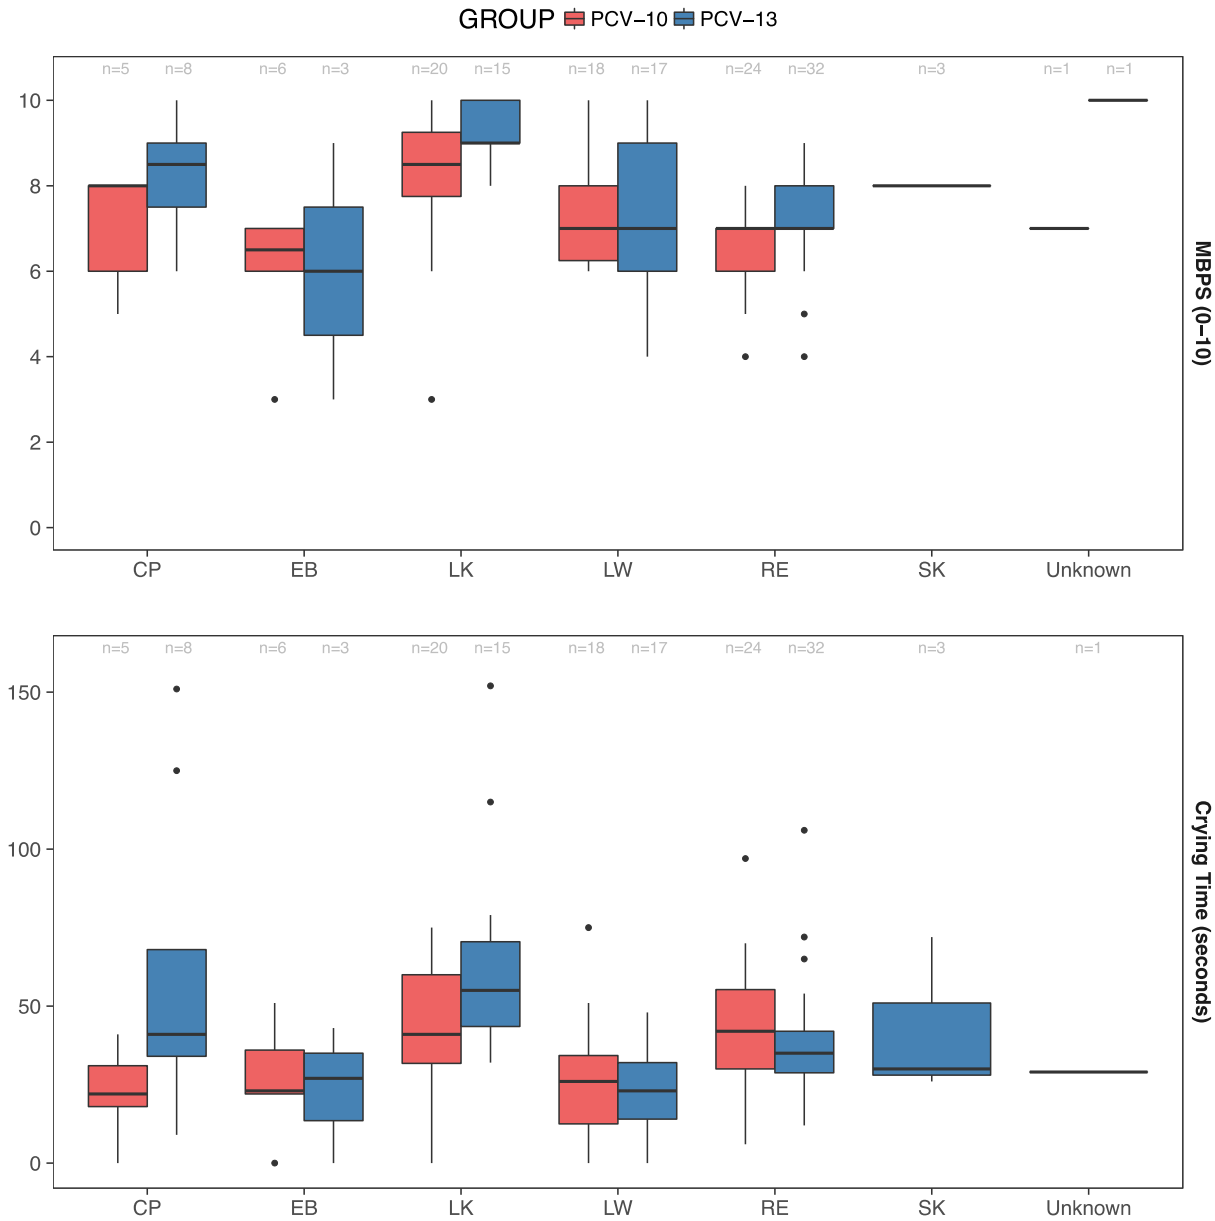 GROUP PCV−10 PCV−13
n=5 n=8 n=6 n=3 n=20 n=15 n=18 n=17 n=24 n=32 n=3 n=1 n=1
10
8
6
4
2
0
MBPS (0−10)
CP EB LK LW RE SK Unknown
n=5 n=8 n=6 n=3 n=20 n=15 n=18 n=17 n=24 n=32 n=3 n=1
150
100
50
0
Crying Time (seconds)
CP EB LK LW RE SK Unknown